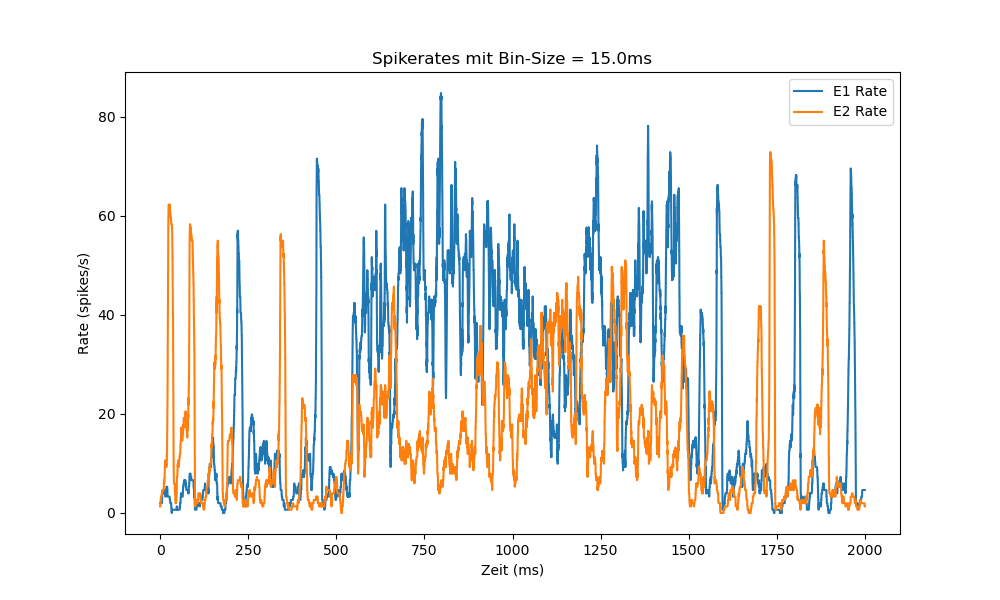 Spikerates mit Bin-Size = 15.0ms
E1 Rate
E2 Rate
Rate (spikes/s)
80
60
40
20
0
0 250 500 750 1000 1250 1500 1750 2000
Zeit (ms)